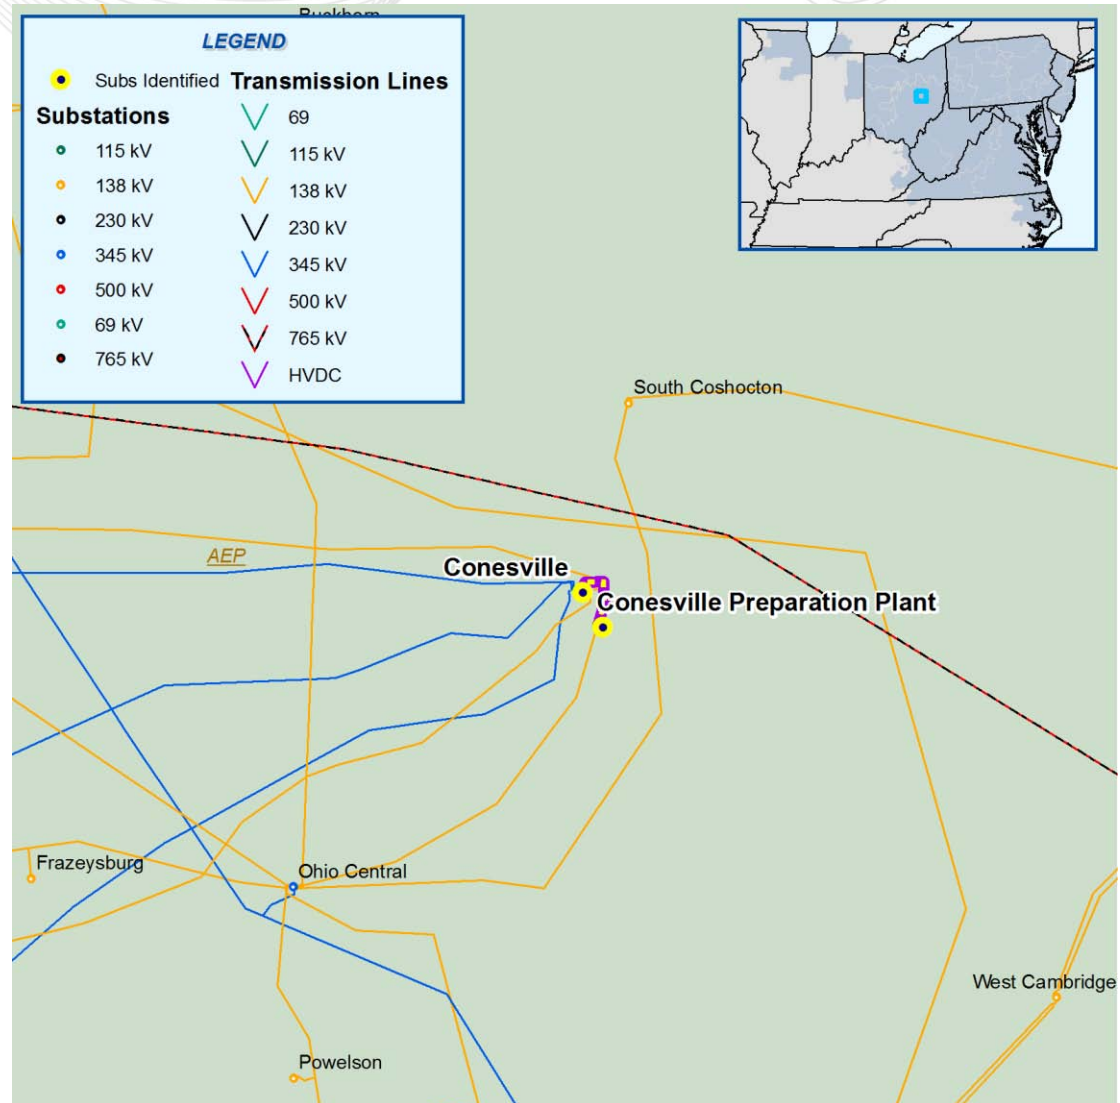 Buckhorn
LEGEND
Subs Identified
Substations
115 kV
138 kV
230 kV
345 kV
500 kV
69 kV
765 kV
Transmission Lines
69
115 kV
138 kV
230 kV
345 kV
500 kV
765 kV
HVDC
South Coshocton
AEP
Conesville
Conesville Preparation Plant
Frazeysburg
Ohio Central
West Cambridge
Powelson